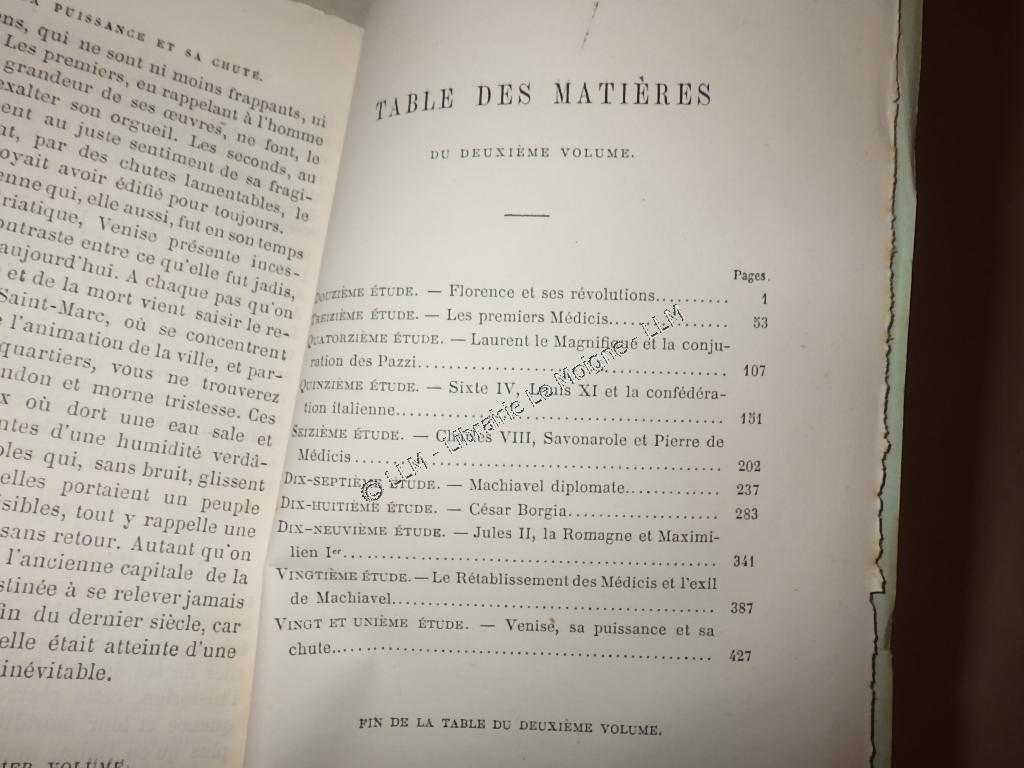 A PUISSANCE ET SA CHUTE.
ens, qui ne sont ni moins frappants, ni
Les premiers, en rappelant à l'homme
grandeur de ses œuvres, ne font, le
exalter son orgueil. Les seconds, au
ent au juste sentiment de sa fragi-
nt, par des chutes lamentables, le
oyait avoir édifié pour toujours.
enne qui, elle aussi, fut en son temps
riatique, Venise présente inces-
ontraste entre ce qu'elle fut jadis,
aujourd'hui. A chaque pas qu'on
et de la mort vient saisir le re-
Saint-Marc, où se concentrent
e l'animation de la ville, et par-
quartiers, vous ne trouverez
ndon et morne tristesse. Ces
x où dort une eau sale et
ntes d'une humidité verdâ-
oles qui, sans bruit, glissent
elles portaient un peuple
sibles, tout y rappelle une
sans retour. Autant qu'on
l'ancienne capitale de la
stinée à se relever jamais
fin du dernier siècle, car
elle était atteinte d'une
inévitable.
IER VOLUME.
TABLE DES MATIÈRES
DU DEUXIÈME VOLUME.
Pages.
DOUZIÈME ÉTUDE. — Florence et ses révolutions.......... 1
TREIZIÈME ÉTUDE. — Les premiers Médicis................ 53
QUATORZIÈME ÉTUDE. — Laurent le Magnifique et la conju-
ration des Pazzi........................................ 107
QUINZIÈME ÉTUDE. — Sixte IV, Louis XI et la confédéra-
tion italienne.......................................... 151
SEIZIÈME ÉTUDE. — Charles VIII, Savonarole et Pierre de
Médicis ................................................ 202
DIX-SEPTIÈME ÉTUDE. — Machiavel diplomate............. 237
DIX-HUITIÈME ÉTUDE. — César Borgia.................... 283
DIX-NEUVIÈME ÉTUDE. — Jules II, la Romagne et Maximi-
lien Ier................................................ 341
VINGTIÈME ÉTUDE. — Le Rétablissement des Médicis et l'exil
de Machiavel............................................ 387
VINGT ET UNIÈME ÉTUDE. — Venise, sa puissance et sa
chute................................................... 427
FIN DE LA TABLE DU DEUXIÈME VOLUME.
© LLM - Librairie Le Moigne - LLM